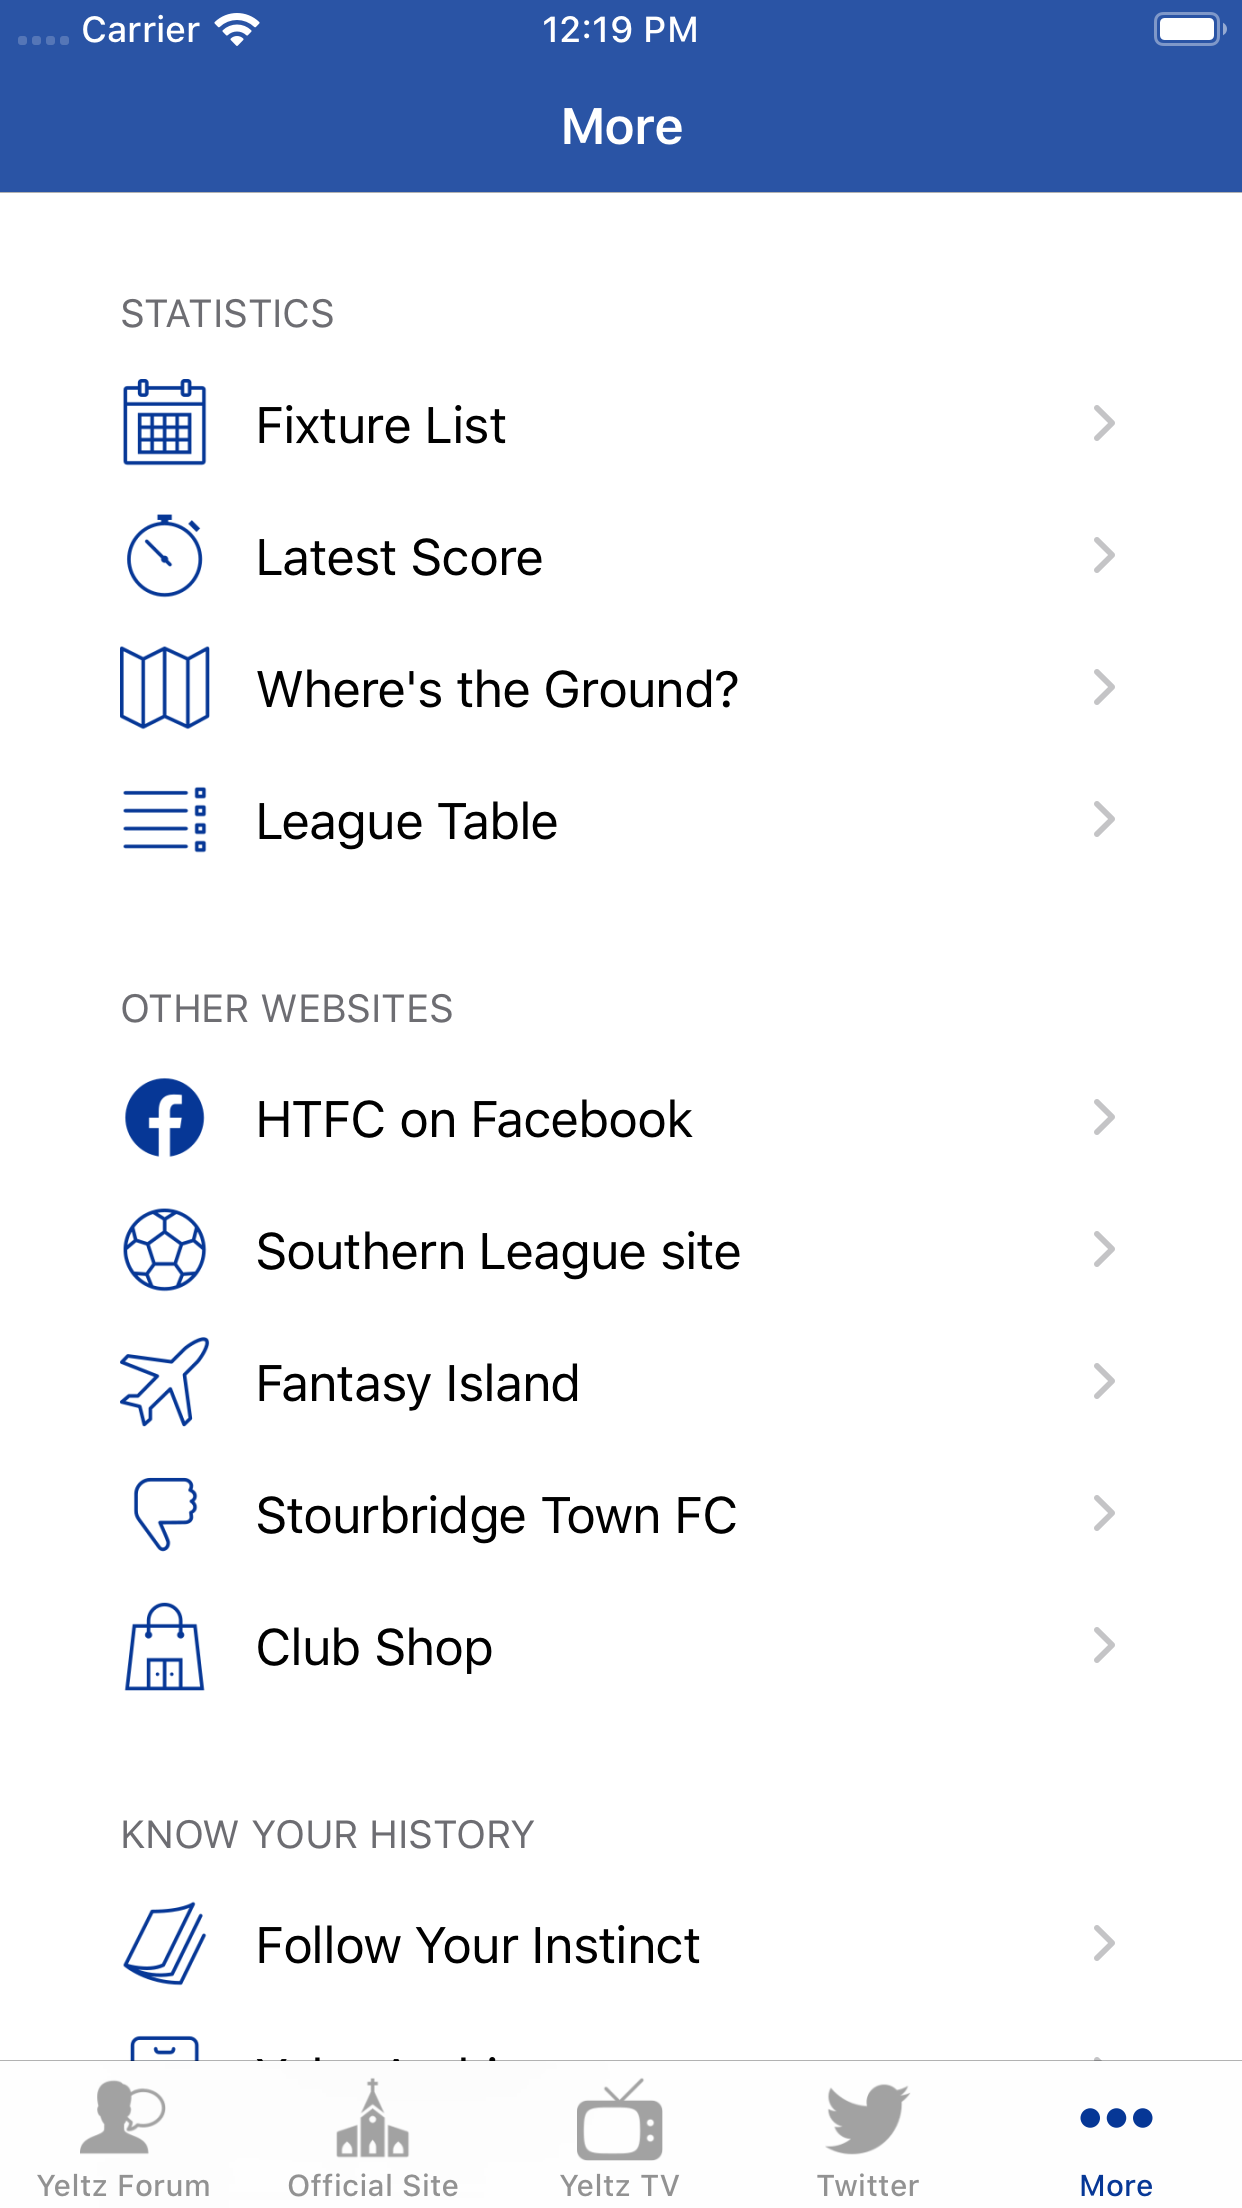 Carrier 12:19 PM
More
STATISTICS
Fixture List
Latest Score
Where's the Ground?
League Table
OTHER WEBSITES
HTFC on Facebook
Southern League site
Fantasy Island
Stourbridge Town FC
Club Shop
KNOW YOUR HISTORY
Follow Your Instinct
Yeltz Forum Official Site Yeltz TV Twitter More